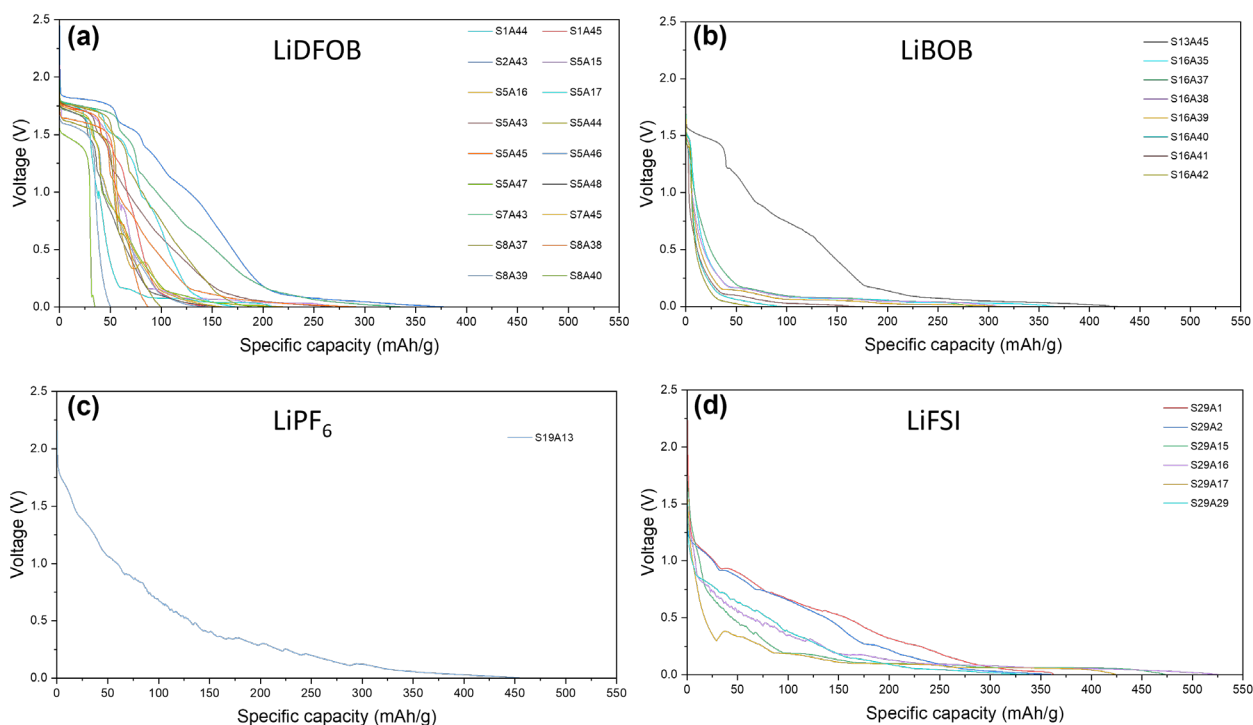 (a)
LiDFOB
2.5
2.0
1.5
1.0
0.5
0.0
Voltage (V)
0 50 100 150 200 250 300 350 400 450 500 550
Specific capacity (mAh/g)
S1A44 S1A45
S2A43 S5A15
S5A16 S5A17
S5A43 S5A44
S5A45 S5A46
S5A47 S5A48
S7A43 S7A45
S8A37 S8A38
S8A39 S8A40
(b)
LiBOB
2.5
2.0
1.5
1.0
0.5
0.0
Voltage (V)
0 50 100 150 200 250 300 350 400 450 500 550
Specific capacity (mAh/g)
S13A45
S16A35
S16A37
S16A38
S16A39
S16A40
S16A41
S16A42
(c)
LiPF6
2.5
2.0
1.5
1.0
0.5
0.0
Voltage (V)
0 50 100 150 200 250 300 350 400 450 500 550
Specific capacity (mAh/g)
S19A13
(d)
LiFSI
2.5
2.0
1.5
1.0
0.5
0.0
Voltage (V)
0 50 100 150 200 250 300 350 400 450 500 550
Specific capacity (mAh/g)
S29A1
S29A2
S29A15
S29A16
S29A17
S29A29